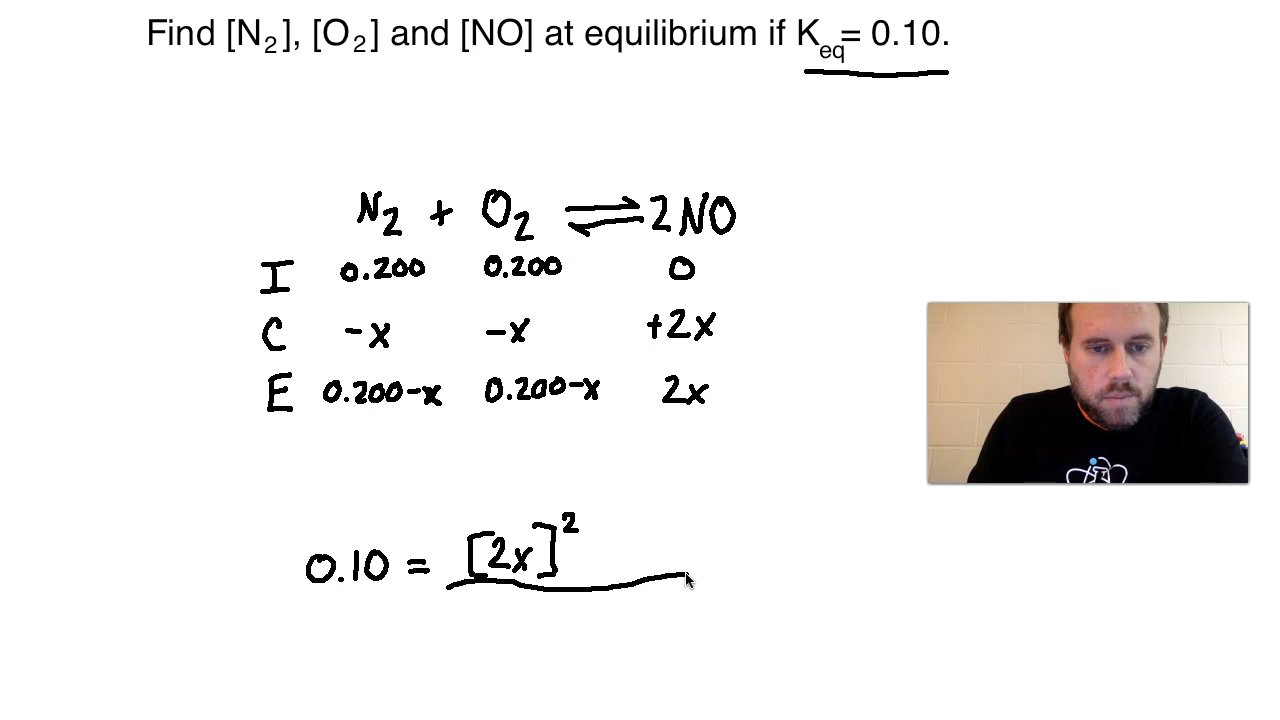 Find [N₂], [O₂] and [NO] at equilibrium if Keq = 0.10.
N₂ + O₂ ⇌ 2NO
I 0.200 0.200 0
C -x -x +2x
E 0.200-x 0.200-x 2x
0.10 = [2x]²